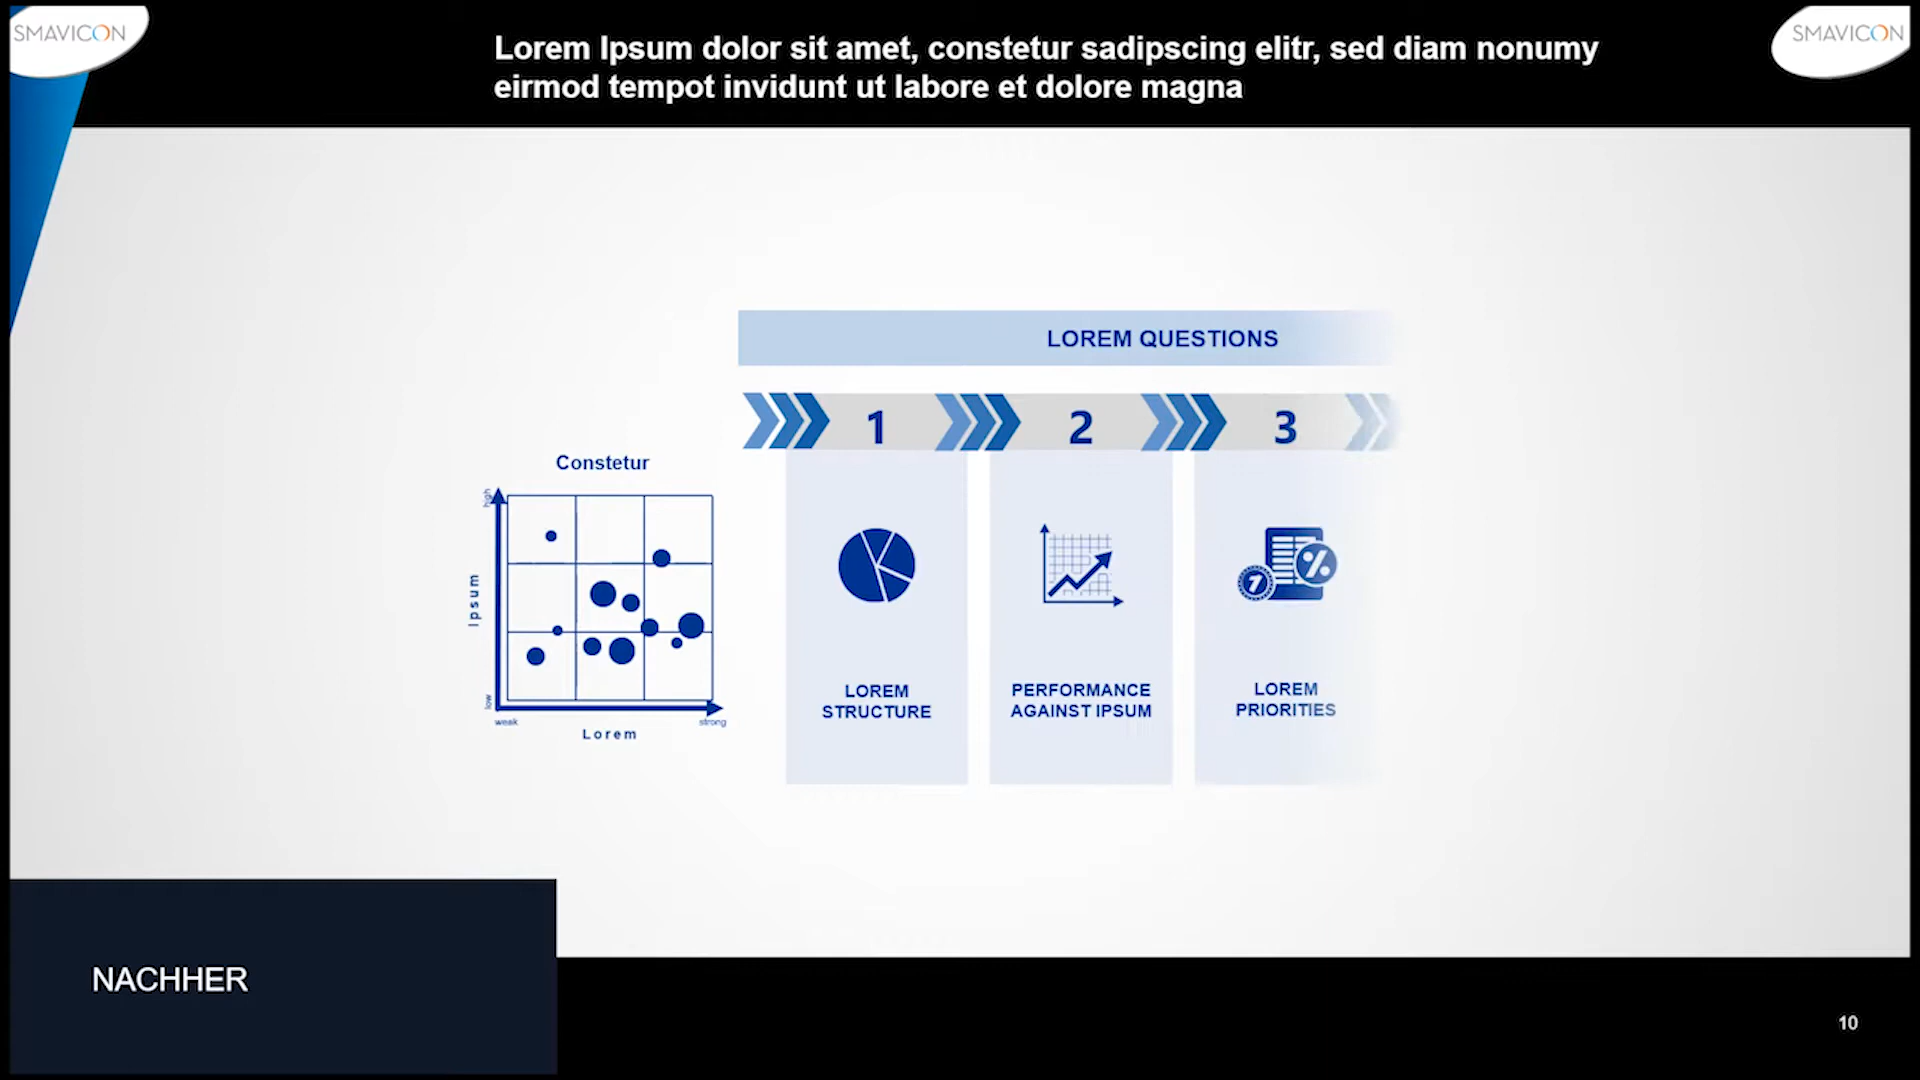 SMAVICON
SMAVICON
Lorem Ipsum dolor sit amet, constetur sadipscing elitr, sed diam nonumy
eirmod tempot invidunt ut labore et dolore magna
LOREM QUESTIONS
1
2
3
Constetur
high
Ipsum
low
weak
strong
Lorem
1
%
LOREM
STRUCTURE
PERFORMANCE
AGAINST IPSUM
LOREM
PRIORITIES
NACHHER
10